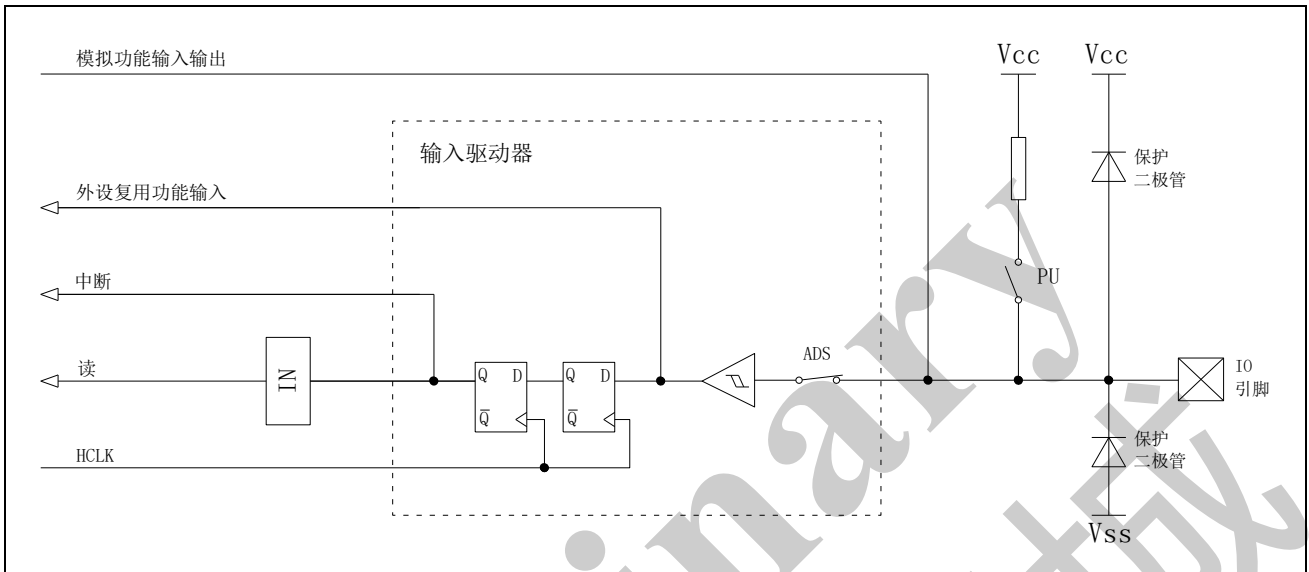 模拟功能输入输出
Vcc
Vcc
输入驱动器
保护
二极管
外设复用功能输入
中断
PU
读
IN
Q
D
Q
D
ADS
IO
引脚
Q̅
Q̅
HCLK
保护
二极管
Vss
inary